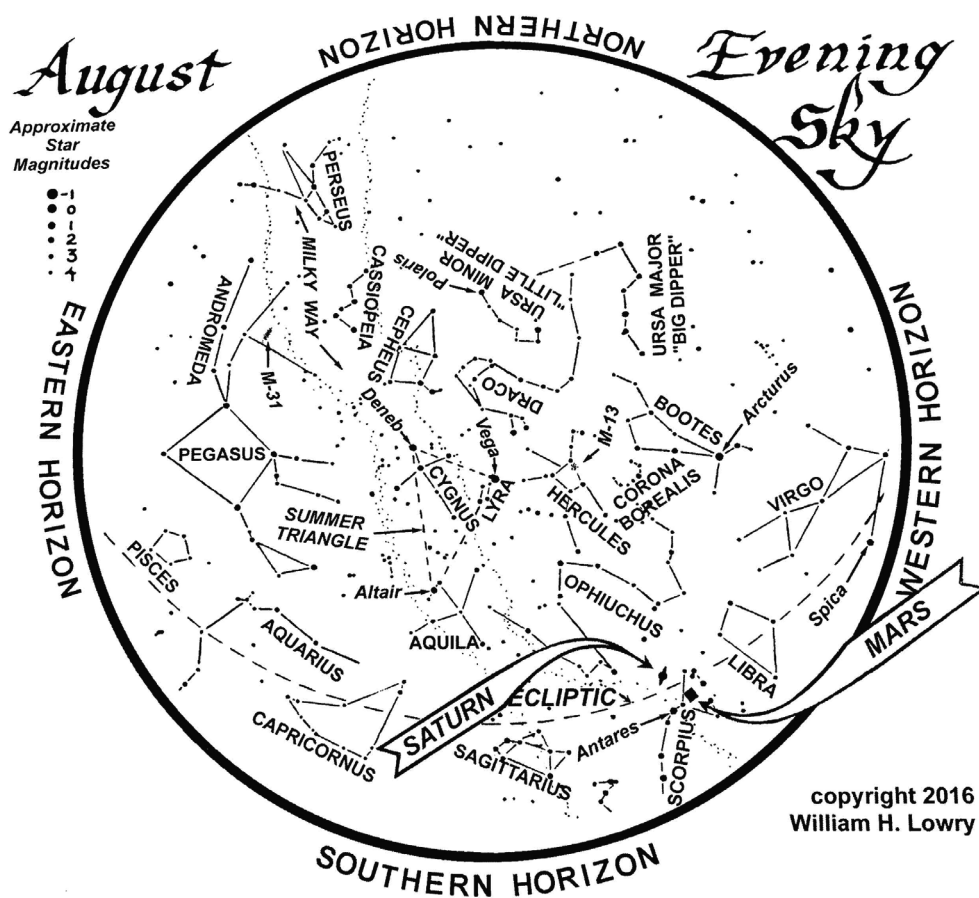 August
Evening
Sky
NORTHERN HORIZON
Approximate
Star
Magnitudes
-1
0
1
2
3
4
PERSEUS
MILKY WAY
CASSIOPEIA
Polaris
URSA MINOR
"LITTLE DIPPER"
URSA MAJOR
"BIG DIPPER"
ANDROMEDA
M-31
CEPHEUS
DRACO
EASTERN HORIZON
WESTERN HORIZON
Deneb
Vega
M-13
BOOTES
Arcturus
PEGASUS
CYGNUS
LYRA
HERCULES
CORONA
BOREALIS
VIRGO
SUMMER
TRIANGLE
PISCES
Altair
OPHIUCHUS
Spica
AQUARIUS
AQUILA
LIBRA
MARS
SATURN
ECLIPTIC
CAPRICORNUS
SAGITTARIUS
Antares
SCORPIUS
copyright 2016
William H. Lowry
SOUTHERN HORIZON